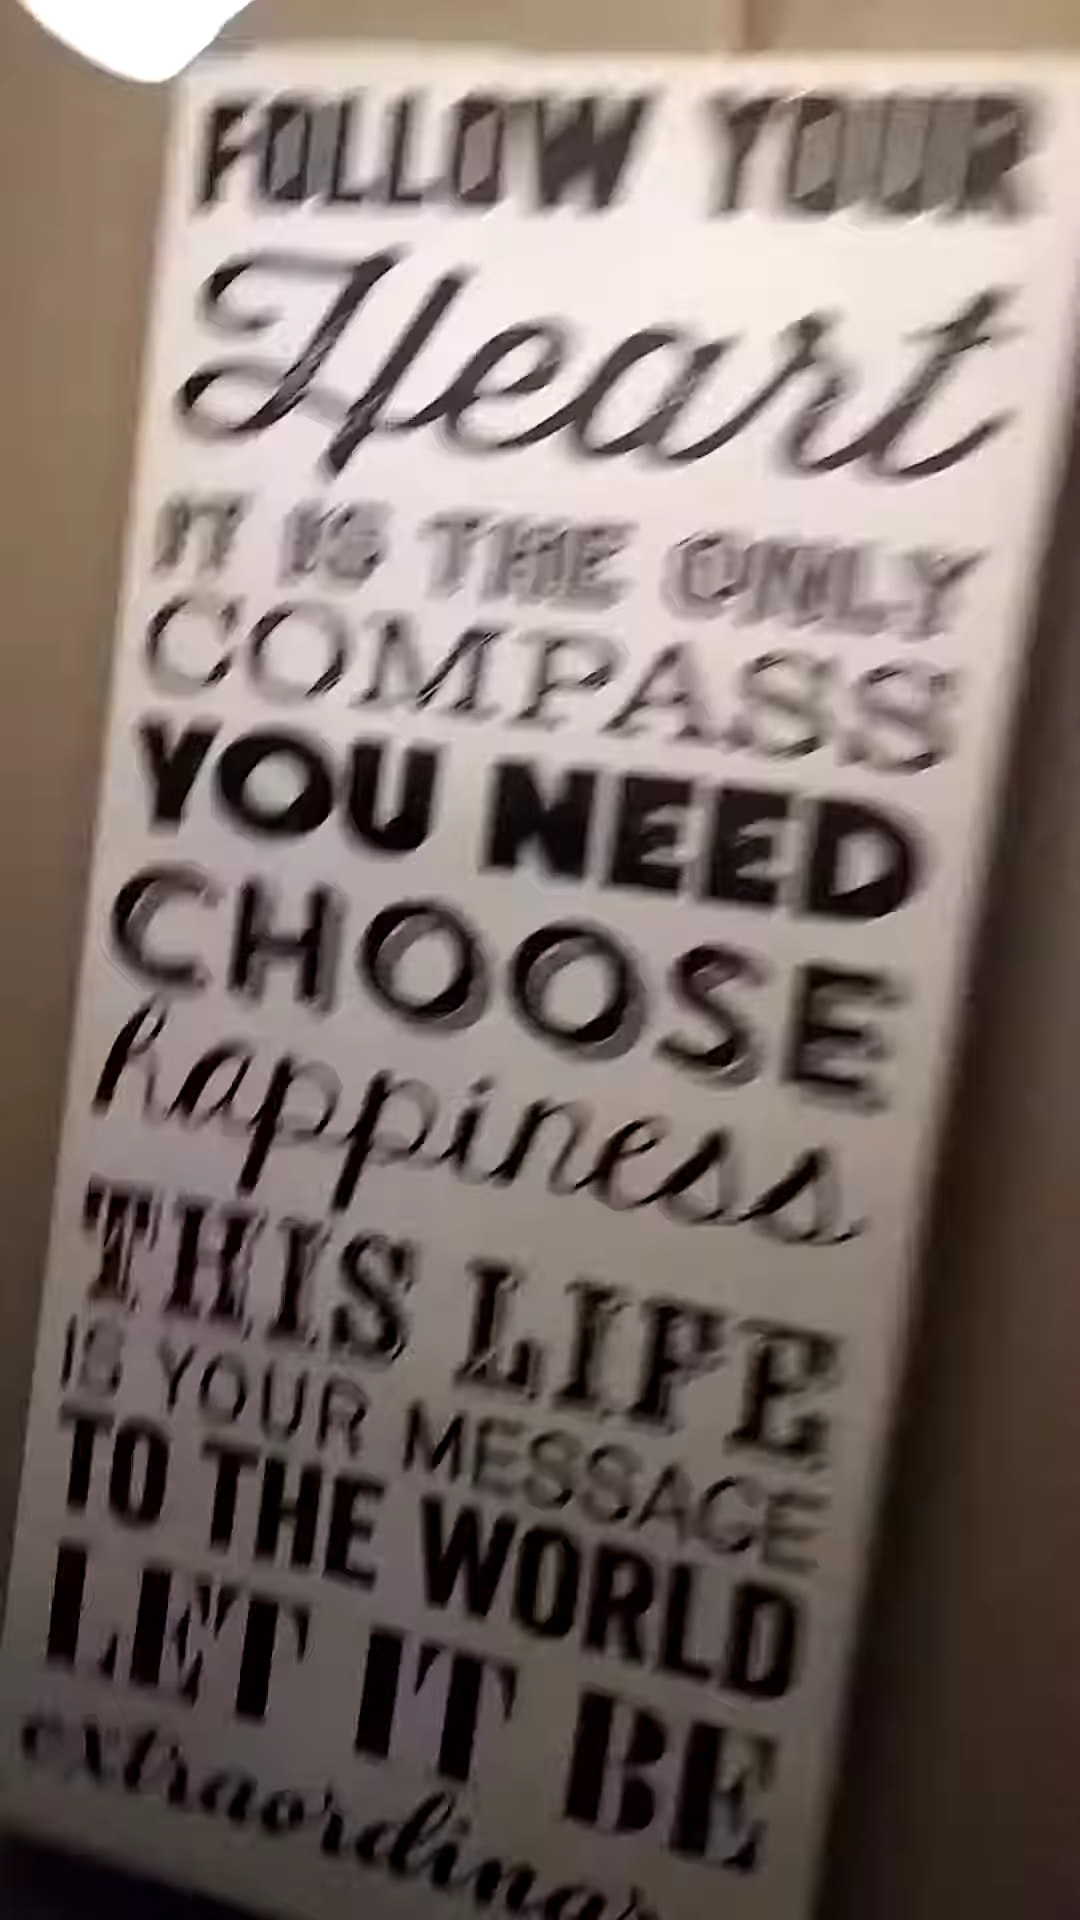 FOLLOW YOUR
Heart
IT IS THE ONLY
COMPASS
YOU NEED
CHOOSE
happiness
THIS LIFE
IS YOUR MESSAGE
TO THE WORLD
LET IT BE
extraordinar